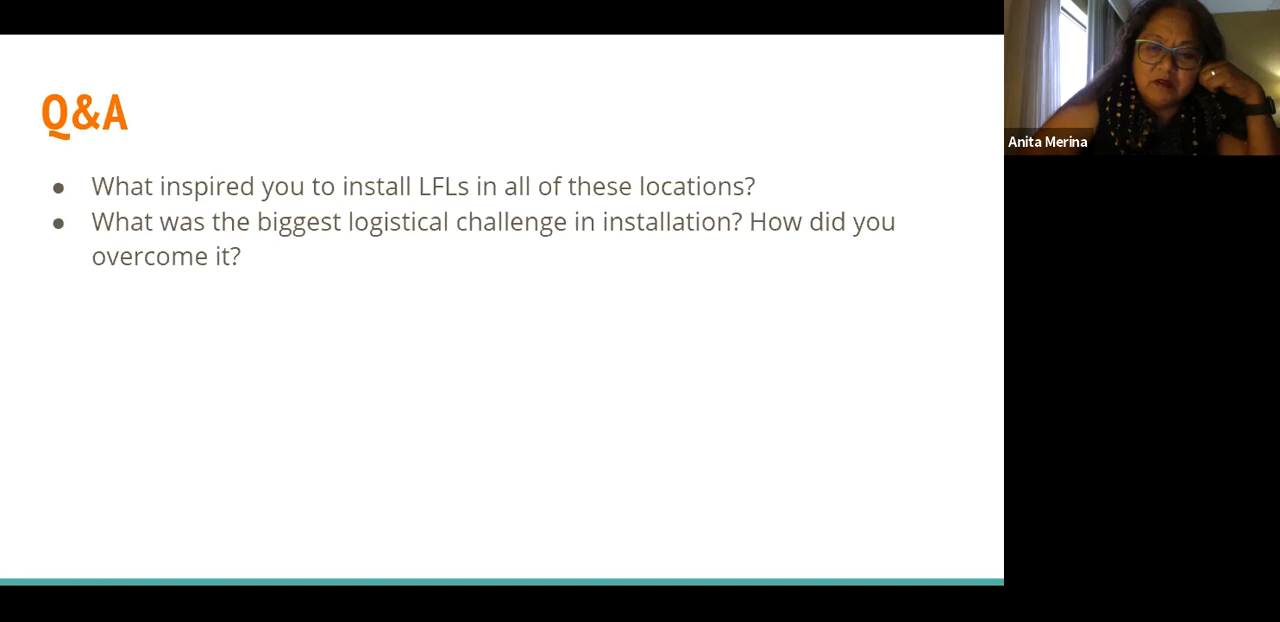 Q&A
● What inspired you to install LFLs in all of these locations?
● What was the biggest logistical challenge in installation? How did you
overcome it?
Anita Merina